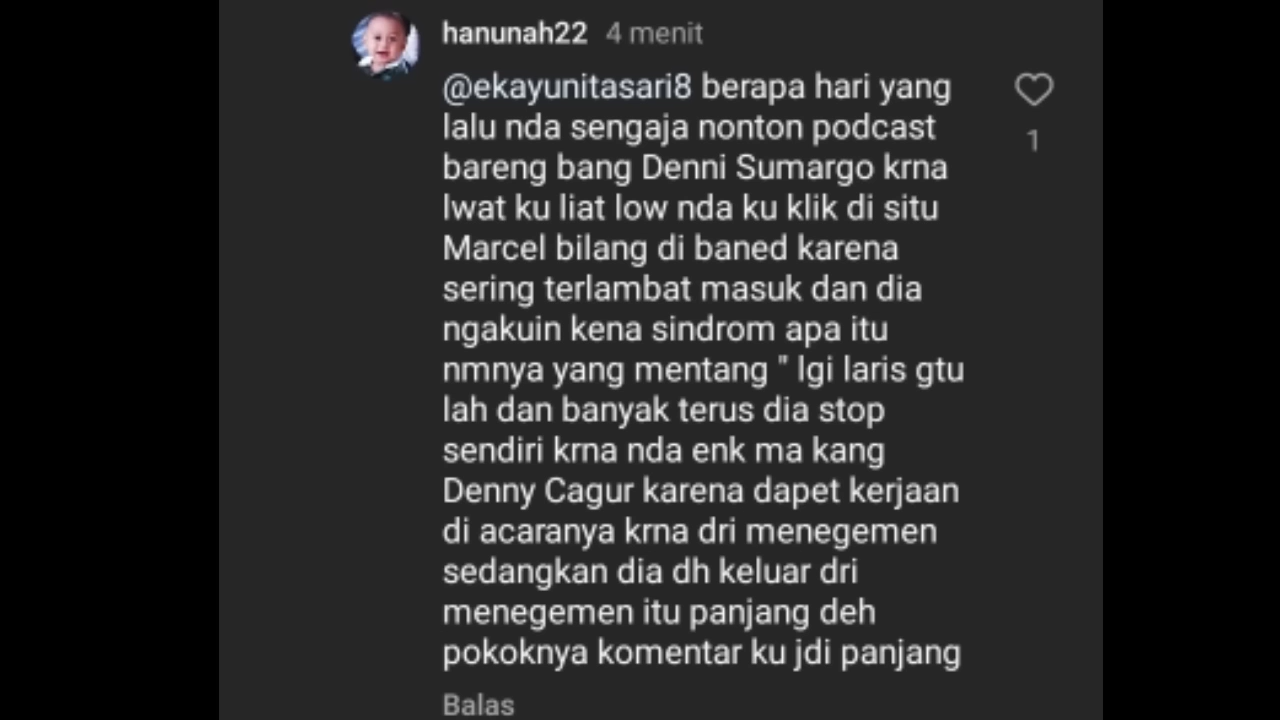 hanunah22 4 menit
@ekayunitasari8 berapa hari yang
lalu nda sengaja nonton podcast
bareng bang Denni Sumargo krna
lwat ku liat low nda ku klik di situ
Marcel bilang di baned karena
sering terlambat masuk dan dia
ngakuin kena sindrom apa itu
nmnya yang mentang " lgi laris gtu
lah dan banyak terus dia stop
sendiri krna nda enk ma kang
Denny Cagur karena dapet kerjaan
di acaranya krna dri menegemen
sedangkan dia dh keluar dri
menegemen itu panjang deh
pokoknya komentar ku jdi panjang
1
Balas